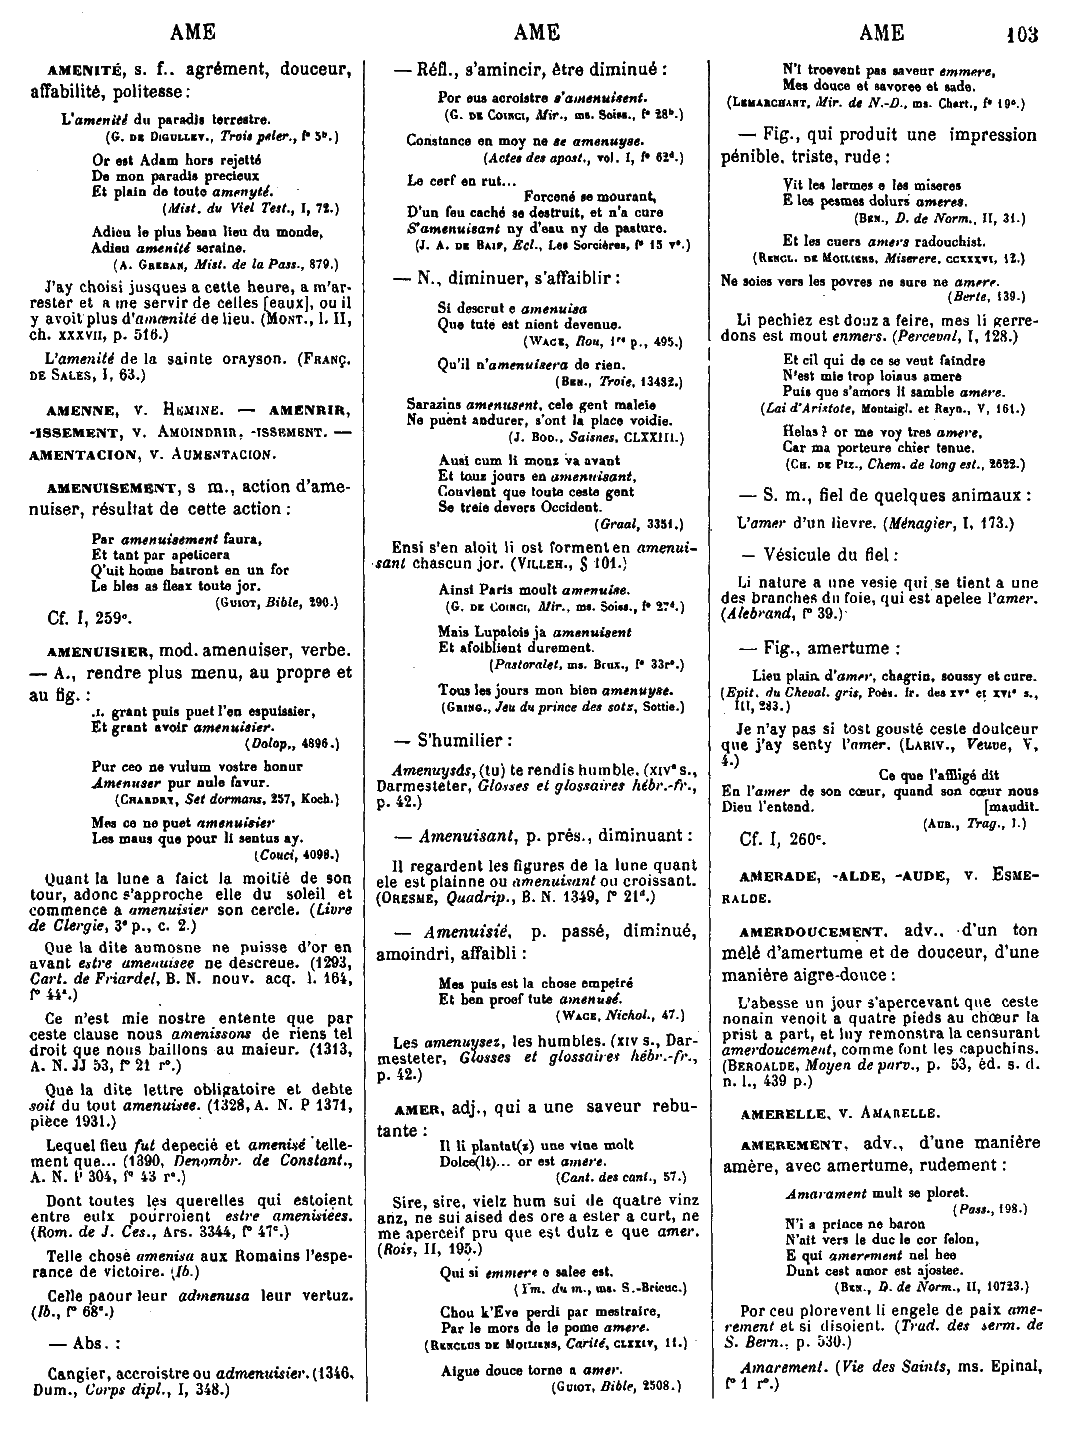 AME
AME
AME 103
AMENITÉ, s. f., agrément, douceur,
affabilité, politesse :
L'amenité du paradis terrestre.
(G. DE DIGULLEV., Trois peler., f° 5b.)
Or est Adam hors rejetté
De mon paradis precieux
Et plain de toute amenyté.
(Mist. du Viel Test., I, 72.)
Adieu le plus beau lieu du monde,
Adieu amenité seraine.
(A. GREBAN, Mist. de la Pass., 879.)
J'ay choisi jusques a cette heure, a m'ar-
rester et a me servir de celles [eaux], ou il
y avoit plus d'amœnité de lieu. (MONT., l. II,
ch. XXXVII, p. 516.)
L'amenité de la sainte orayson. (FRANÇ.
DE SALES, I, 63.)
AMENNE, V. HEMINE. — AMENRIR,
-ISSEMENT, V. AMOINDRIR, -ISSEMENT. —
AMENTACION, V. AUMENTACION.
AMENUISEMENT, s m., action d'ame-
nuiser, résultat de cette action :
Par amenuisement faura,
Et tant par apeticera
Q'uit home batront en un for
Le bles as fleax toute jor.
(GUIOT, Bible, 290.)
Cf. I, 259c.
AMENUISIER, mod. amenuiser, verbe.
— A., rendre plus menu, au propre et
au fig. :
.I. grant puis puet l'en espuissier,
Et grant avoir amenuisier.
(Dolop., 4896.)
Pur ceo ne vulum vostre honur
Amenuser pur nule favur.
(CHARDRY, Set dormans, 257, Koch.)
Mes ce ne puet amenuisier
Les maus que pour li sentus ay.
(Couci, 4098.)
Quant la lune a faict la moitié de son
tour, adonc s'approche elle du soleil et
commence a amenuisier son cercle. (Livre
de Clergie, 3e p., c. 2.)
Que la dite aumosne ne puisse d'or en
avant estre amenuisee ne descreue. (1293,
Cart. de Friardel, B. N. nouv. acq. l. 164,
f° 44a.)
Ce n'est mie nostre entente que par
ceste clause nous amenissons de riens tel
droit que nous baillons au maieur. (1313,
A. N. JJ 53, f° 21 r°.)
Que la dite lettre obligatoire et debte
soit du tout amenuisee. (1328, A. N. P 1371,
pièce 1931.)
Lequel fieu fut depecié et amenisé telle-
ment que... (1390, Denombr. de Constant.,
A. N. P 304, f° 43 r°.)
Dont toutes les querelles qui estoient
entre eulx pourroient estre amenisiées.
(Rom. de J. Ces., Ars. 3344, f° 47c.)
Telle chose amenisa aux Romains l'espe-
rance de victoire. (Ib.)
Celle paour leur admenusa leur vertuz.
(Ib., f° 68a.)
— Abs. :
Cangier, accroistre ou admenuisier. (1346,
Dum., Corps dipl., I, 348.)
— Réfl., s'amincir, être diminué :
Por eus acroistre s'amenuisent.
(G. DE COINCI, Mir., ms. Soiss., f° 28b.)
Constance en moy ne se amenuyse.
(Actes des apost., vol. I, f° 62d.)
Le cerf en rut...
Forcené se mourant,
D'un feu caché se destruit, et n'a cure
S'amenuisant ny d'eau ny de pasture.
(J. A. DE BAIF, Ecl., Les Sorcières, f° 15 v°.)
— N., diminuer, s'affaiblir :
Si descrut e amenuisa
Que tute est nient devenue.
(WACE, Rou, 1re p., 495.)
Qu'il n'amenuisera de rien.
(BEN., Troie, 13482.)
Sarazins amenusent, cele gent maleie
Ne puent andurer, s'ont la place voidie.
(J. BOD., Saisnes, CLXXIII.)
Ausi cum li monz va avant
Et touz jours en amenuisant,
Couvient que toute ceste gent
Se treie devers Occident.
(Graal, 3351.)
Ensi s'en aloit li ost forment en amenui-
sant chascun jor. (VILLEH., § 101.)
Ainsi Paris moult amenuise.
(G. DE COINCI, Mir., ms. Soiss., f° 27d.)
Mais Lupalois ja amenuisent
Et afoiblient durement.
(Pastoralet, ms. Brux., f° 33r°.)
Tous les jours mon bien amenuyse.
(GRING., Jeu du prince des sotz, Sottie.)
— S'humilier :
Amenuysás, (tu) te rendis humble. (XIVe s.,
Darmesteter, Glosses et glossaires hébr.-fr.,
p. 42.)
— Amenuisant, p. prés., diminuant :
Il regardent les figures de la lune quant
ele est plainne ou amenuisant ou croissant.
(ORESME, Quadrip., B. N. 1349, f° 21d.)
— Amenuisié, p. passé, diminué,
amoindri, affaibli :
Mes puis est la chose empeiré
Et ben proef tute amenusé.
(WACE, Nichol., 47.)
Les amenuysez, les humbles. (XIV s., Dar-
mesteter, Glosses et glossaires hébr.-fr.,
p. 42.)
AMER, adj., qui a une saveur rebu-
tante :
Il li plantat(z) une vine molt
Dolce(lt)... or est amere.
(Cant. des cant., 57.)
Sire, sire, vielz hum sui de quatre vinz
anz, ne sui aised des ore a ester a curt, ne
me aperceif pru que est dulz e que amer.
(Rois, II, 195.)
Qui si emmere e salee est.
(Im. du m., ms. S.-Brieuc.)
Chou k'Eve perdi par mestraire,
Par le mors de le pome amere.
(RENCLUS DE MOILIENS, Carité, CLXXIV, 11.)
Aigue douce torne a amer.
(GUIOT, Bible, 2508.)
N'i troevent pas saveur emmere,
Mes douce et savoree et sade.
(LEMARCHANT, Mir. de N.-D., ms. Chart., f° 19a.)
— Fig., qui produit une impression
pénible, triste, rude :
Vit les lermes e les miseres
E les pesmes dolurs ameres.
(BEN., D. de Norm., II, 31.)
Et les cuers amers radouchist.
(RENCL. DE MOILIENS, Miserere, CCXXXVI, 12.)
Ne soies vers les povres ne sure ne amere.
(Berte, 139.)
Li pechiez est douz a feire, mes li gerre-
dons est mout enmers. (Perceval, I, 128.)
Et cil qui de ce se veut faindre
N'est mie trop loiaus amere
Puis que s'amors li samble amere.
(Lai d'Aristote, Montaigl. et Rayn., V, 161.)
Helas ? or me voy tres amere,
Car ma porteure chier tenue.
(CH. DE PIZ., Chem. de long est., 2622.)
— S. m., fiel de quelques animaux :
L'amer d'un lievre. (Ménagier, I, 173.)
— Vésicule du fiel :
Li nature a une vesie qui se tient a une
des branches du foie, qui est apelee l'amer.
(Alebrand, f° 39.)
— Fig., amertume :
Lieu plain d'amer, chagrin, soussy et cure.
(Epit. du Cheval. gris, Poés. fr. des XVe et XVIe s.,
III, 283.)
Je n'ay pas si tost gousté ceste doulceur
que j'ay senty l'amer. (LARIV., Veuve, V,
4.)
Ce que l'affligé dit
En l'amer de son cœur, quand son cœur nous
Dieu l'entend. [maudit.
(AUB., Trag., I.)
Cf. I, 260c.
AMERADE, -ALDE, -AUDE, V. ESME-
RALDE.
AMERDOUCEMENT, adv., d'un ton
mêlé d'amertume et de douceur, d'une
manière aigre-douce :
L'abesse un jour s'apercevant que ceste
nonain venoit a quatre pieds au chœur la
prist a part, et luy remonstra la censurant
amerdoucement, comme font les capuchins.
(BEROALDE, Moyen de parv., p. 53, éd. s. d.
n. l., 439 p.)
AMERELLE, V. AMARELLE.
AMEREMENT, adv., d'une manière
amère, avec amertume, rudement :
Amarament mult se ploret.
(Pass., 198.)
N'i a prince ne baron
N'ait vers le duc le cor felon,
E qui amerement nel hee
Dunt cest amor est ajostee.
(BEN., D. de Norm., II, 10723.)
Por ceu plorevent li engele de paix ame-
rement et si disoient. (Trad. des serm. de
S. Bern., p. 530.)
Amarement. (Vie des Saints, ms. Epinal,
f° 1 r°.)